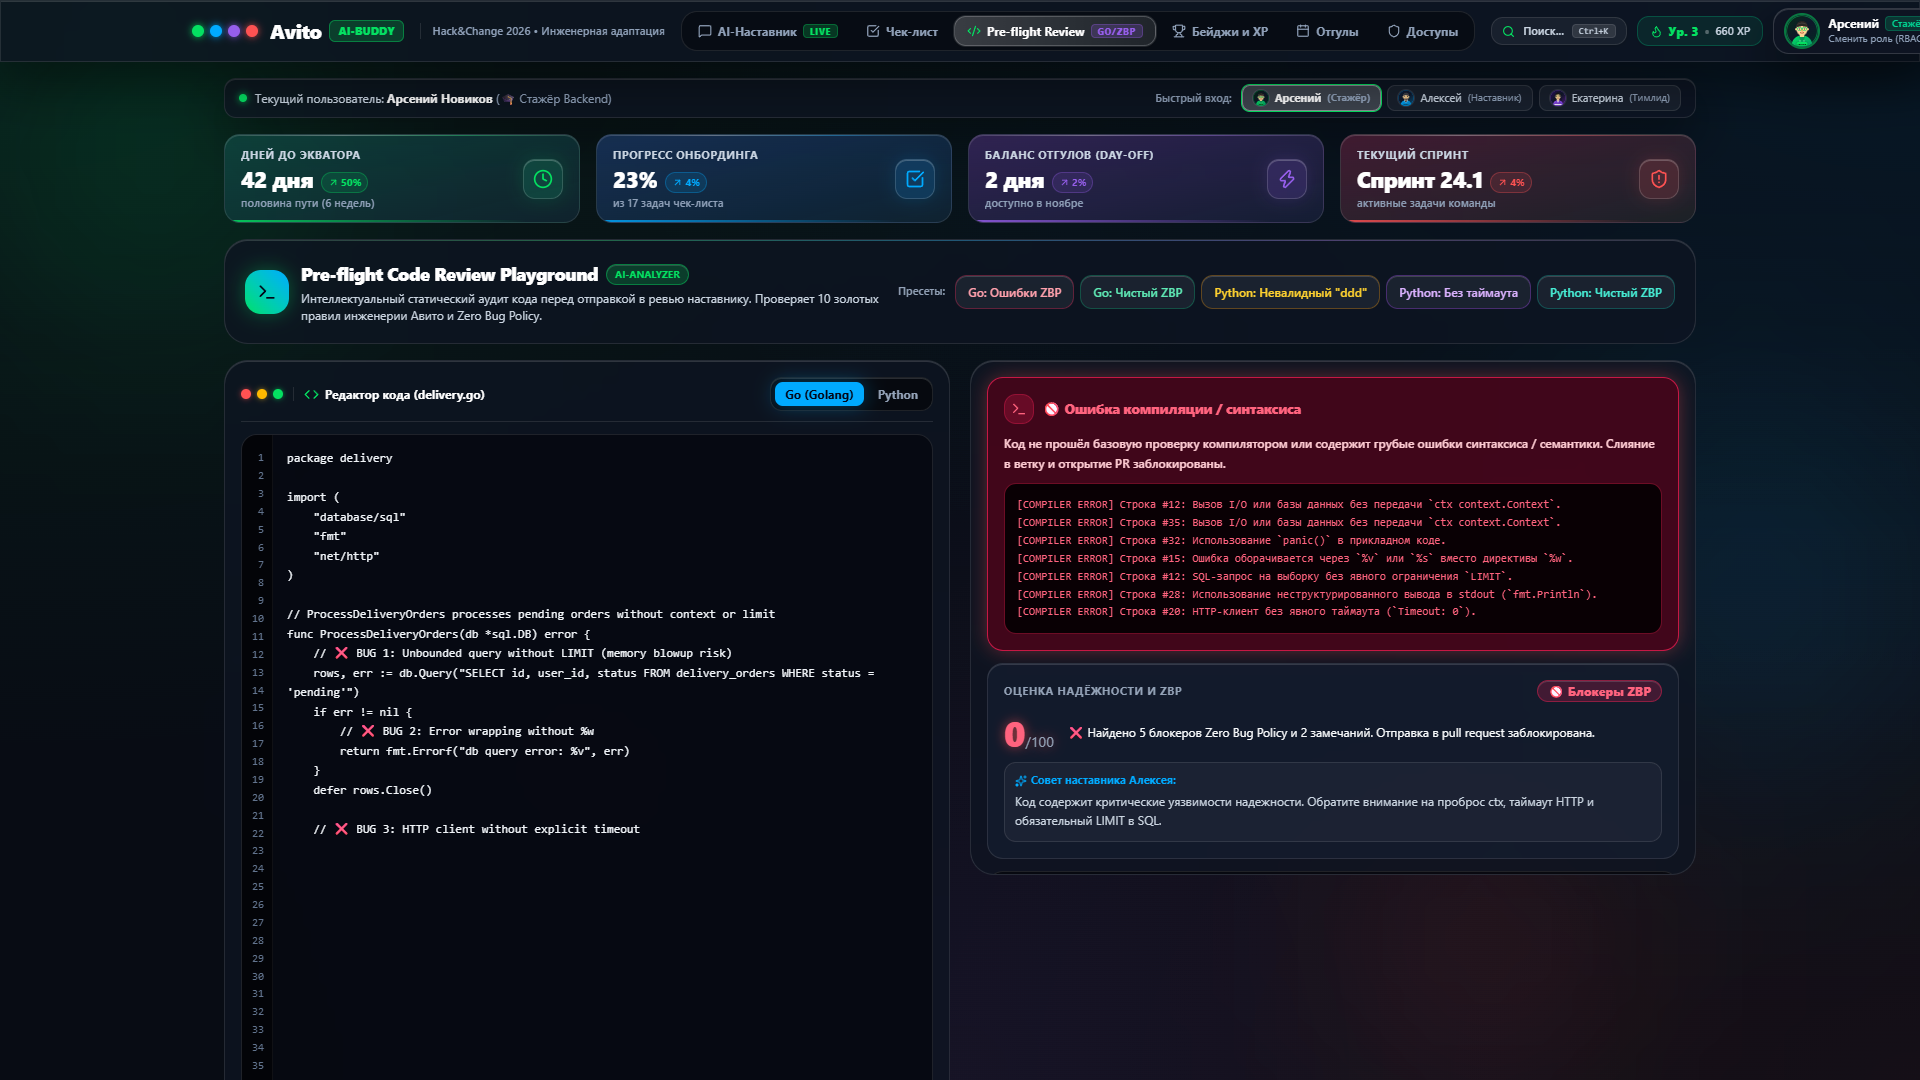 Avito AI-BUDDY
Hack&Change 2026 • Инженерная адаптация
AI-Наставник LIVE
Чек-лист
Pre-flight Review GO/ZBP
Бейджи и XP
Отгулы
Доступы
Поиск... Ctrl+K
Ур. 3 • 660 XP
Арсений Стажё
Сменить роль (RBAC
Текущий пользователь: Арсений Новиков ( Стажёр Backend)
Быстрый вход:
Арсений (Стажёр)
Алексей (Наставник)
Екатерина (Тимлид)
ДНЕЙ ДО ЭКВАТОРА
42 дня 50%
половина пути (6 недель)
ПРОГРЕСС ОНБОРДИНГА
23% 4%
из 17 задач чек-листа
БАЛАНС ОТГУЛОВ (DAY-OFF)
2 дня 2%
доступно в ноябре
ТЕКУЩИЙ СПРИНТ
Спринт 24.1 4%
активные задачи команды
Pre-flight Code Review Playground AI-ANALYZER
Интеллектуальный статический аудит кода перед отправкой в ревью наставнику. Проверяет 10 золотых
правил инженерии Авито и Zero Bug Policy.
Пресеты:
Go: Ошибки ZBP
Go: Чистый ZBP
Python: Невалидный "ddd"
Python: Без таймаута
Python: Чистый ZBP
Редактор кода (delivery.go)
Go (Golang)
Python
1
2
3
4
5
6
7
8
9
10
11
12
13
14
15
16
17
18
19
20
21
22
23
24
25
26
27
28
29
30
31
32
33
34
35
package delivery
import (
"database/sql"
"fmt"
"net/http"
)
// ProcessDeliveryOrders processes pending orders without context or limit
func ProcessDeliveryOrders(db *sql.DB) error {
// ❌ BUG 1: Unbounded query without LIMIT (memory blowup risk)
rows, err := db.Query("SELECT id, user_id, status FROM delivery_orders WHERE status =
'pending'")
if err != nil {
// ❌ BUG 2: Error wrapping without %w
return fmt.Errorf("db query error: %v", err)
}
defer rows.Close()
// ❌ BUG 3: HTTP client without explicit timeout
🚫 Ошибка компиляции / синтаксиса
Код не прошёл базовую проверку компилятором или содержит грубые ошибки синтаксиса / семантики. Слияние
в ветку и открытие PR заблокированы.
[COMPILER ERROR] Строка #12: Вызов I/O или базы данных без передачи `ctx context.Context`.
[COMPILER ERROR] Строка #35: Вызов I/O или базы данных без передачи `ctx context.Context`.
[COMPILER ERROR] Строка #32: Использование `panic()` в прикладном коде.
[COMPILER ERROR] Строка #15: Ошибка оборачивается через `%v` или `%s` вместо директивы `%w`.
[COMPILER ERROR] Строка #12: SQL-запрос на выборку без явного ограничения `LIMIT`.
[COMPILER ERROR] Строка #28: Использование неструктурированного вывода в stdout (`fmt.Println`).
[COMPILER ERROR] Строка #20: HTTP-клиент без явного таймаута (`Timeout: 0`).
ОЦЕНКА НАДЁЖНОСТИ И ZBP
🚫 Блокеры ZBP
0/100
❌ Найдено 5 блокеров Zero Bug Policy и 2 замечаний. Отправка в pull request заблокирована.
Совет наставника Алексея:
Код содержит критические уязвимости надежности. Обратите внимание на проброс ctx, таймаут HTTP и
обязательный LIMIT в SQL.